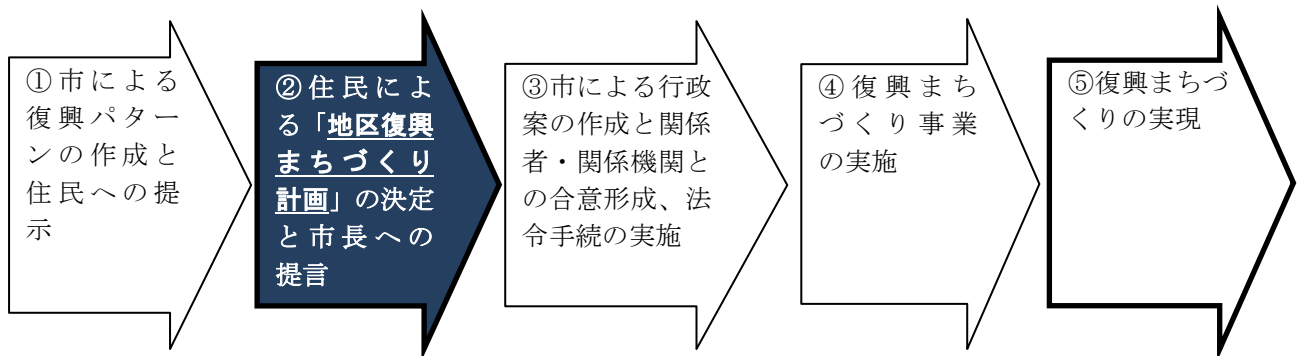 ①市による
復興パター
ンの作成と
住民への提
示
②住民によ
る「地区復興
まちづくり
計画」の決定
と市長への
提言
③市による行政
案の作成と関係
者・関係機関と
の合意形成、法
令手続の実施
④復興まち
づくり事業
の実施
⑤復興まちづ
くりの実現